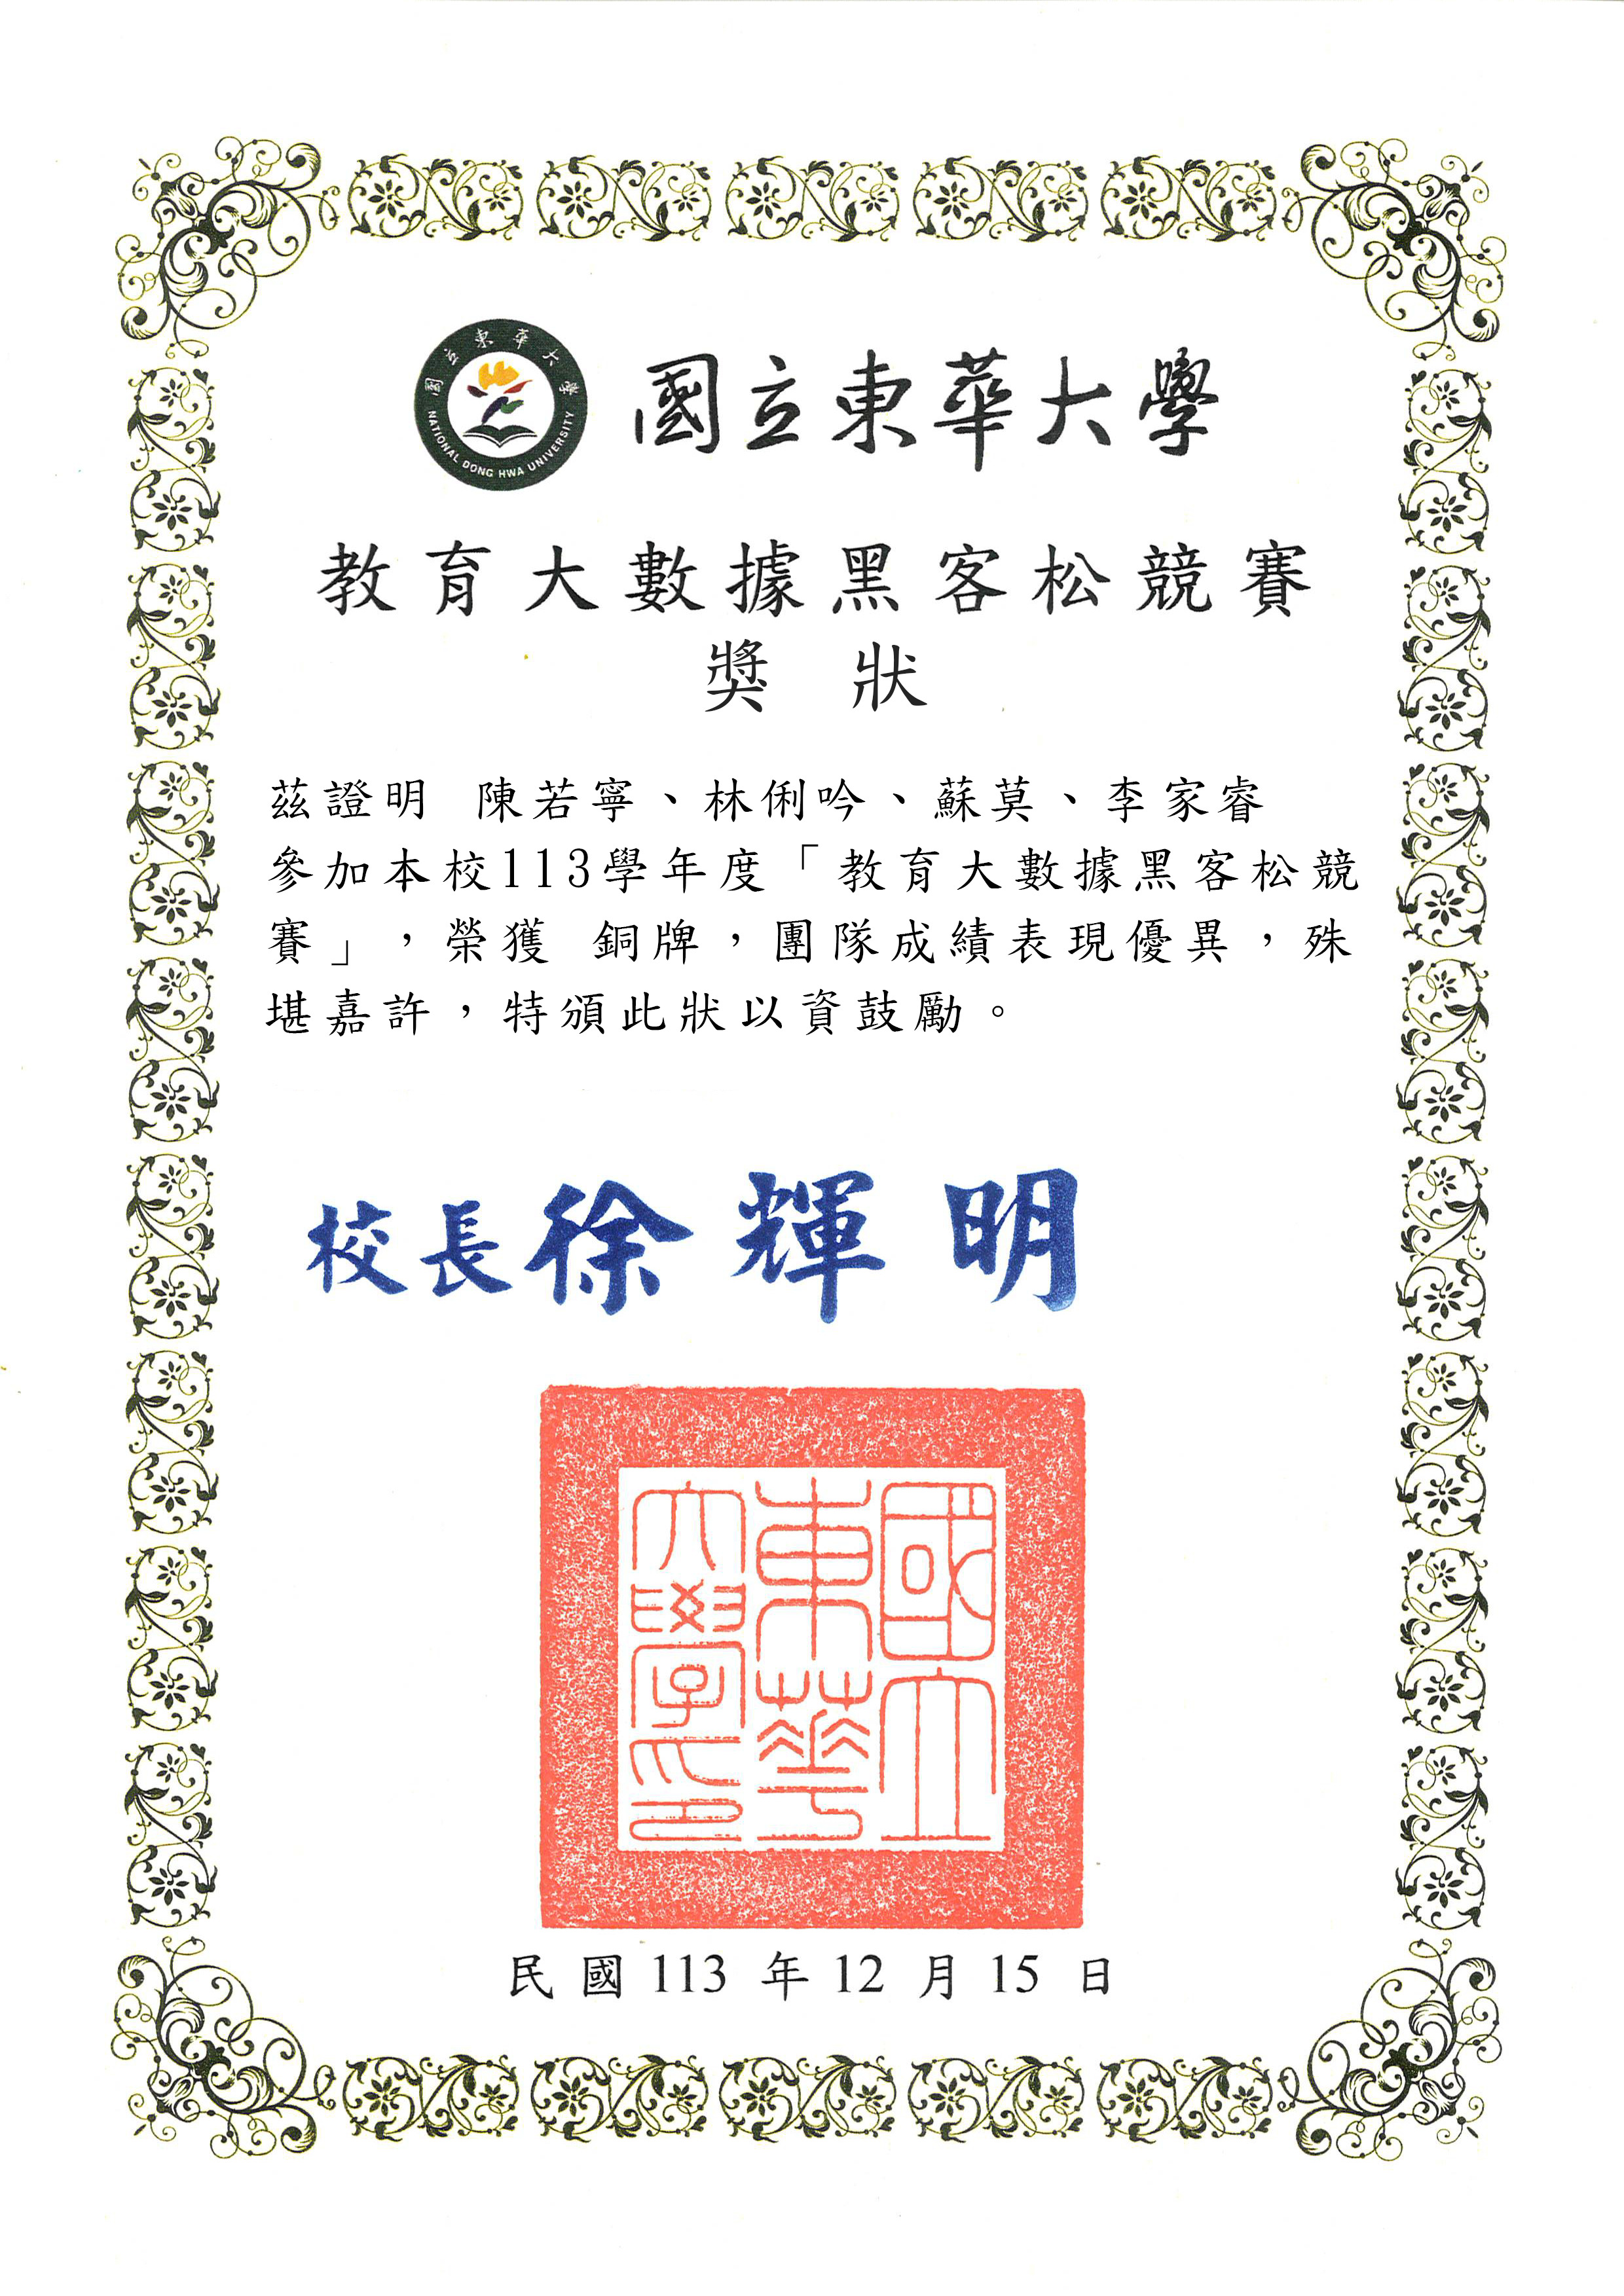 國立東華大學
NATIONAL DONG HWA UNIVERSITY
國立東華大學
教育大數據黑客松競賽
獎 狀
茲證明 陳若寧、林俐吟、蘇莫、李家睿
參加本校113學年度「教育大數據黑客松競
賽」,榮獲 銅牌,團隊成績表現優異,殊
堪嘉許,特頒此狀以資鼓勵。
校長徐輝明
國立
東華
大學印
民國 113 年 12 月 15 日